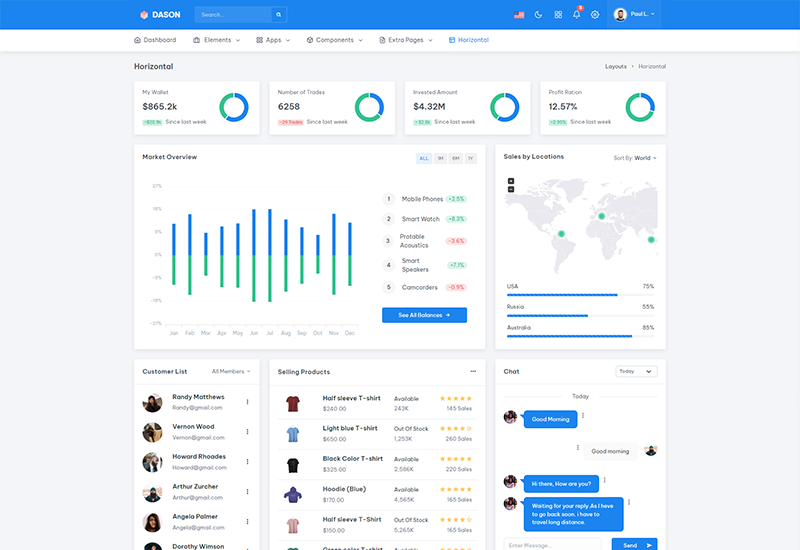 DASON
Search...
5
Paul L.
Dashboard
Elements
Apps
Components
Extra Pages
Horizontal
Horizontal
Layouts > Horizontal
My Wallet
$865.2k
+$20.9k Since last week
Number of Trades
6258
-29 Trades Since last week
Invested Amount
$4.32M
+ $2.8k Since last week
Profit Ration
12.57%
+2.95% Since last week
Market Overview
ALL 1M 6M 1Y
27%
18%
9%
0%
-9%
-18%
-27%
Jan Feb Mar Apr May Jun Jul Aug Sep Oct Nov Dec
1 Mobile Phones +2.5%
2 Smart Watch +8.3%
3 Protable Acoustics -3.6%
4 Smart Speakers +7.1%
5 Camcorders -0.9%
See All Balances →
Sales by Locations
Sort By: World
+
-
USA 75%
Russia 55%
Australia 85%
Customer List
All Members
Randy Matthews
Randy@gmail.com
Vernon Wood
Vernon@gmail.com
Howard Rhoades
Howard@gmail.com
Arthur Zurcher
Arthur@gmail.com
Angela Palmer
Angela@gmail.com
Dorothy Wimson
Selling Products
Half sleeve T-shirt Available
$240.00 243K 145 Sales
Light blue T-shirt Out Of Stock
$650.00 1,253K 260 Sales
Black Color T-shirt Available
$325.00 2,586K 220 Sales
Hoodie (Blue) Available
$170.00 4,565K 165 Sales
Half sleeve T-Shirt Out Of Stock
$150.00 5,265K 165 Sales
Green color T-shirt Available
Chat
Today
Today
Good Morning
Good morning
Hi there, How are you?
Waiting for your reply.As I have
to go back soon. i have to
travel long distance.
Enter Message...
Send